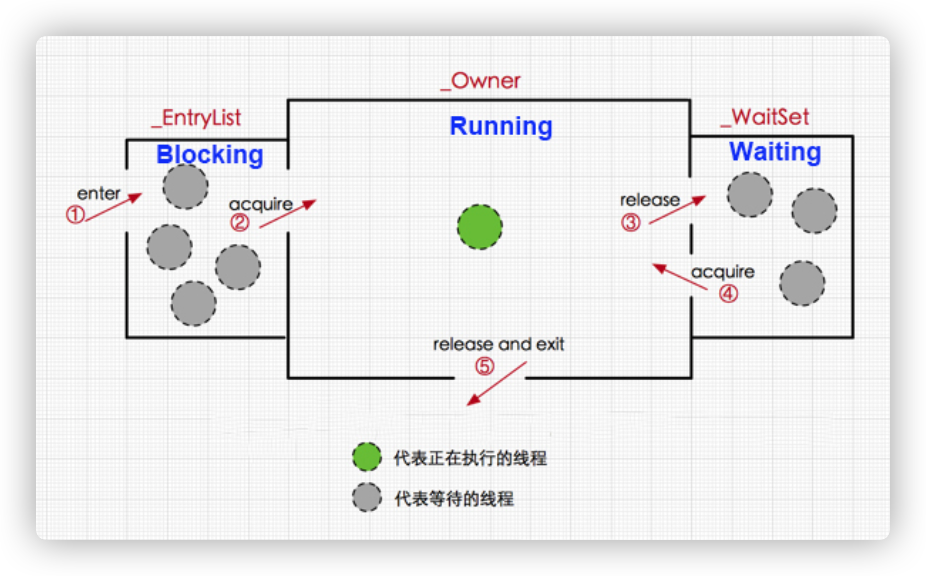 _Owner
_EntryList
_WaitSet
Running
Blocking
Waiting
enter
①
acquire
②
release
③
acquire
④
release and exit
⑤
代表正在执行的线程
代表等待的线程